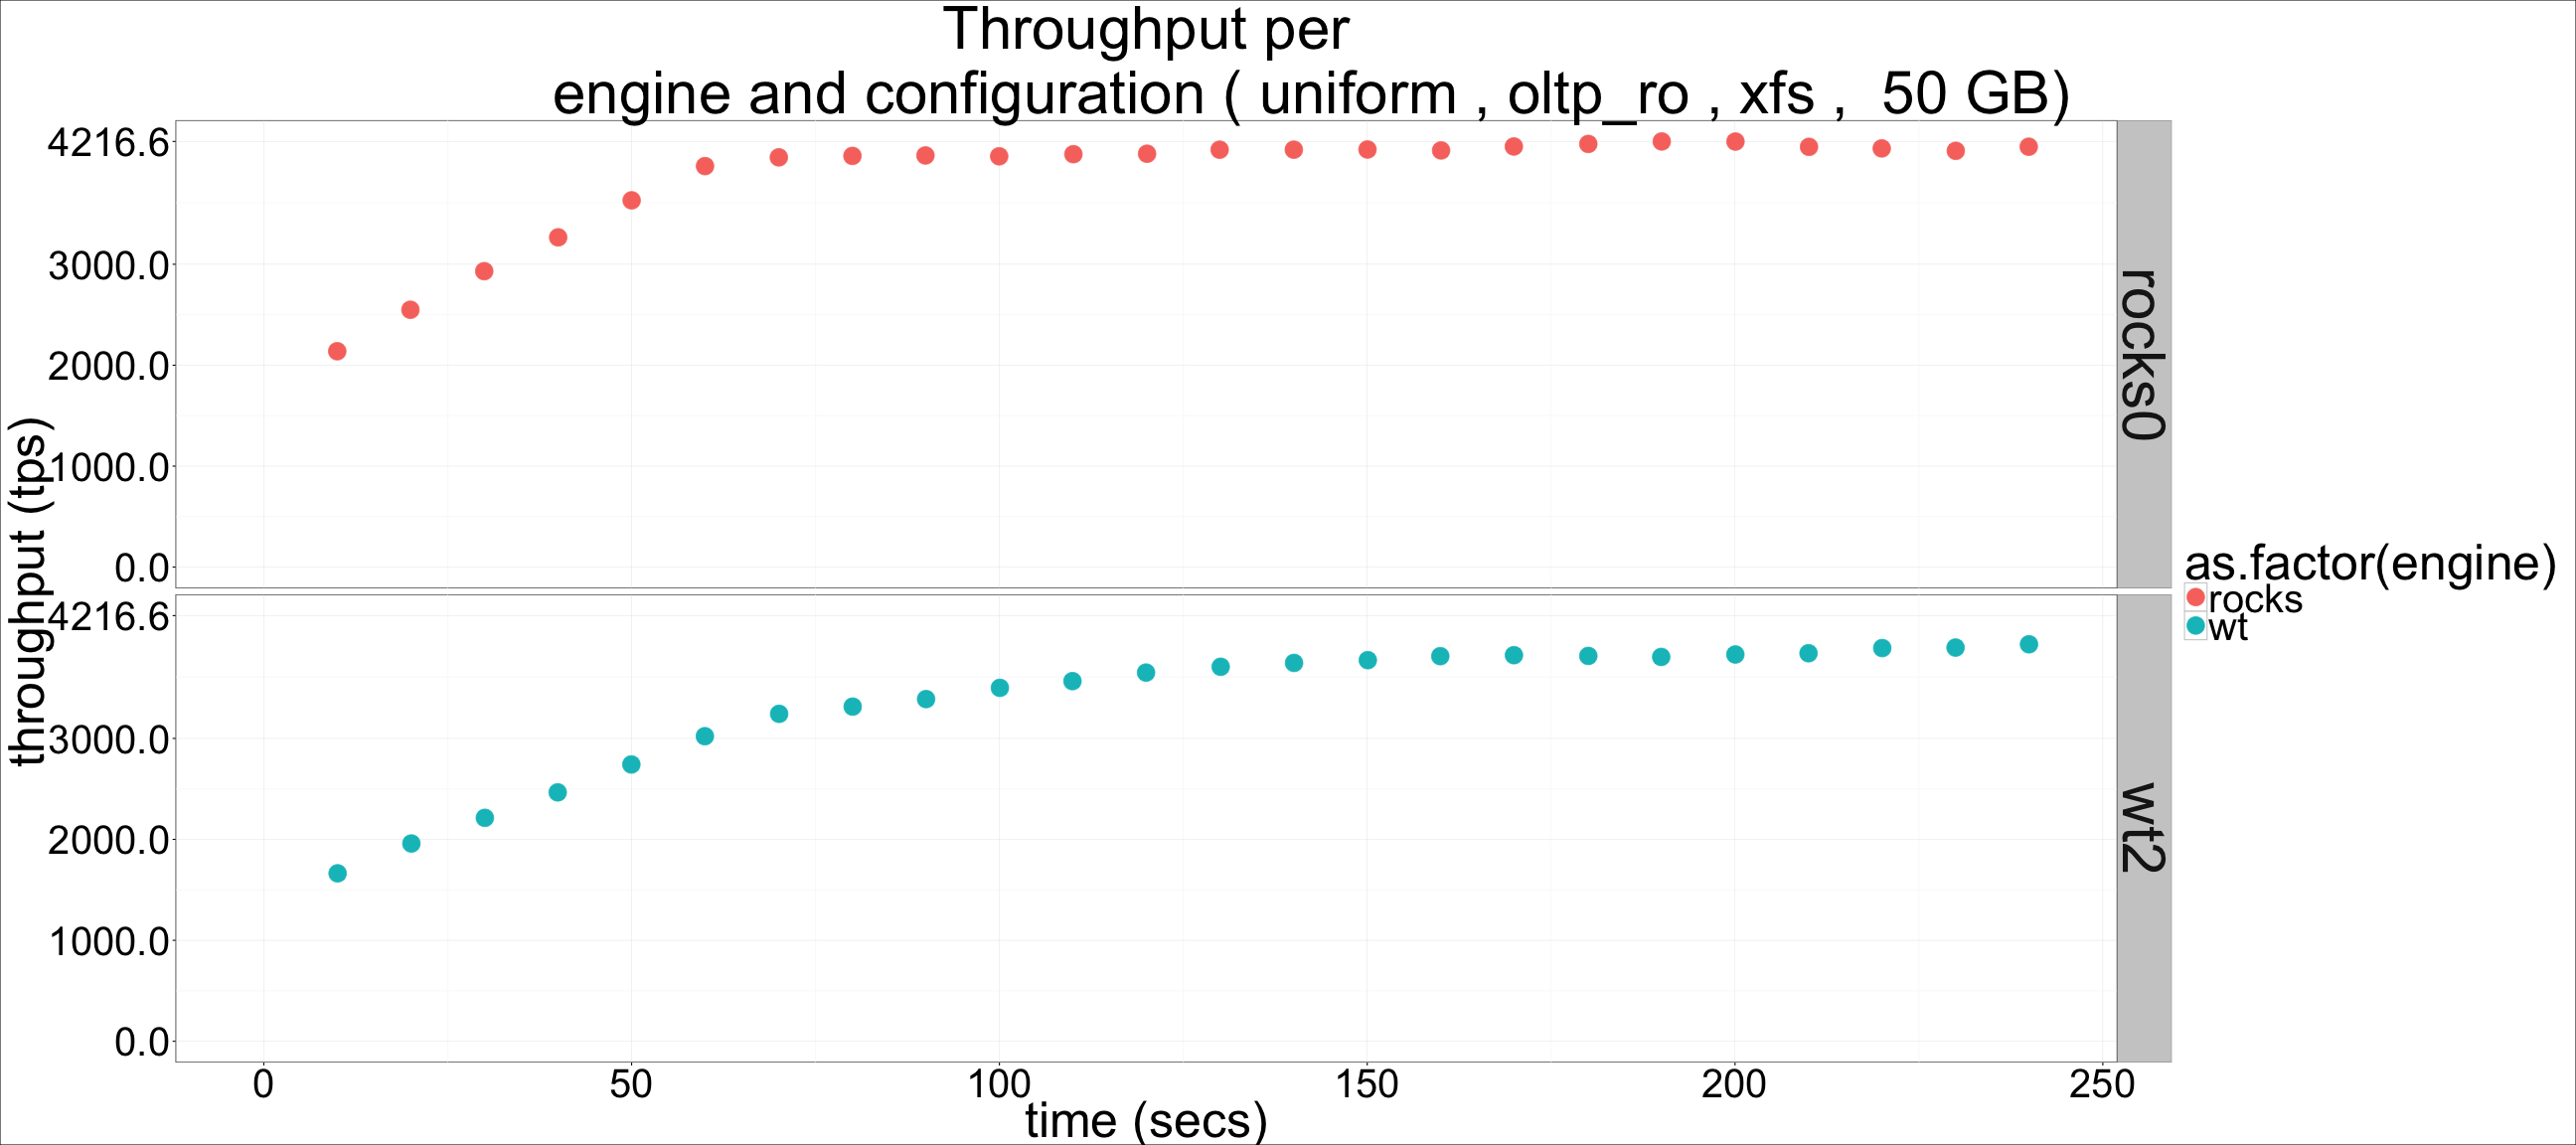 Throughput per
engine and configuration ( uniform , oltp_ro , xfs ,  50 GB)
throughput (tps)
4216.6
3000.0
2000.0
1000.0
0.0
rocks0
4216.6
3000.0
2000.0
1000.0
0.0
wt2
0 50 100 150 200 250
time (secs)
as.factor(engine)
rocks
wt